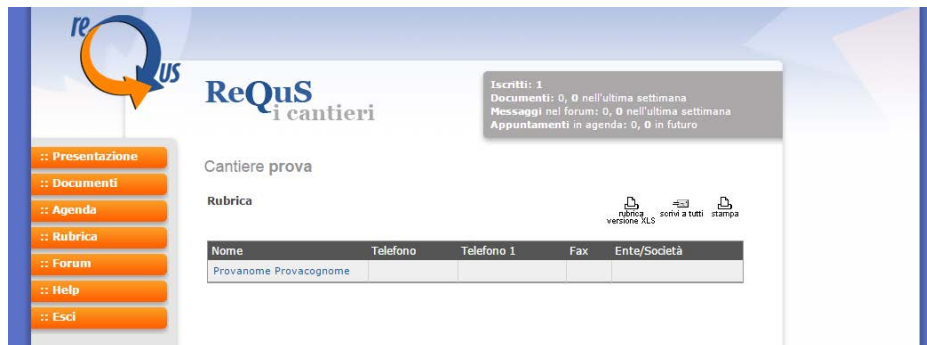 re
Qus
ReQuS
i cantieri
Iscritti: 1
Documenti: 0, 0 nell'ultima settimana
Messaggi nel forum: 0, 0 nell'ultima settimana
Appuntamenti in agenda: 0, 0 in futuro
:: Presentazione
:: Documenti
:: Agenda
:: Rubrica
:: Forum
:: Help
:: Esci
Cantiere prova
Rubrica
rubrica versione XLS
scrivi a tutti
stampa
Nome Telefono Telefono 1 Fax Ente/Società
Provanome Provacognome